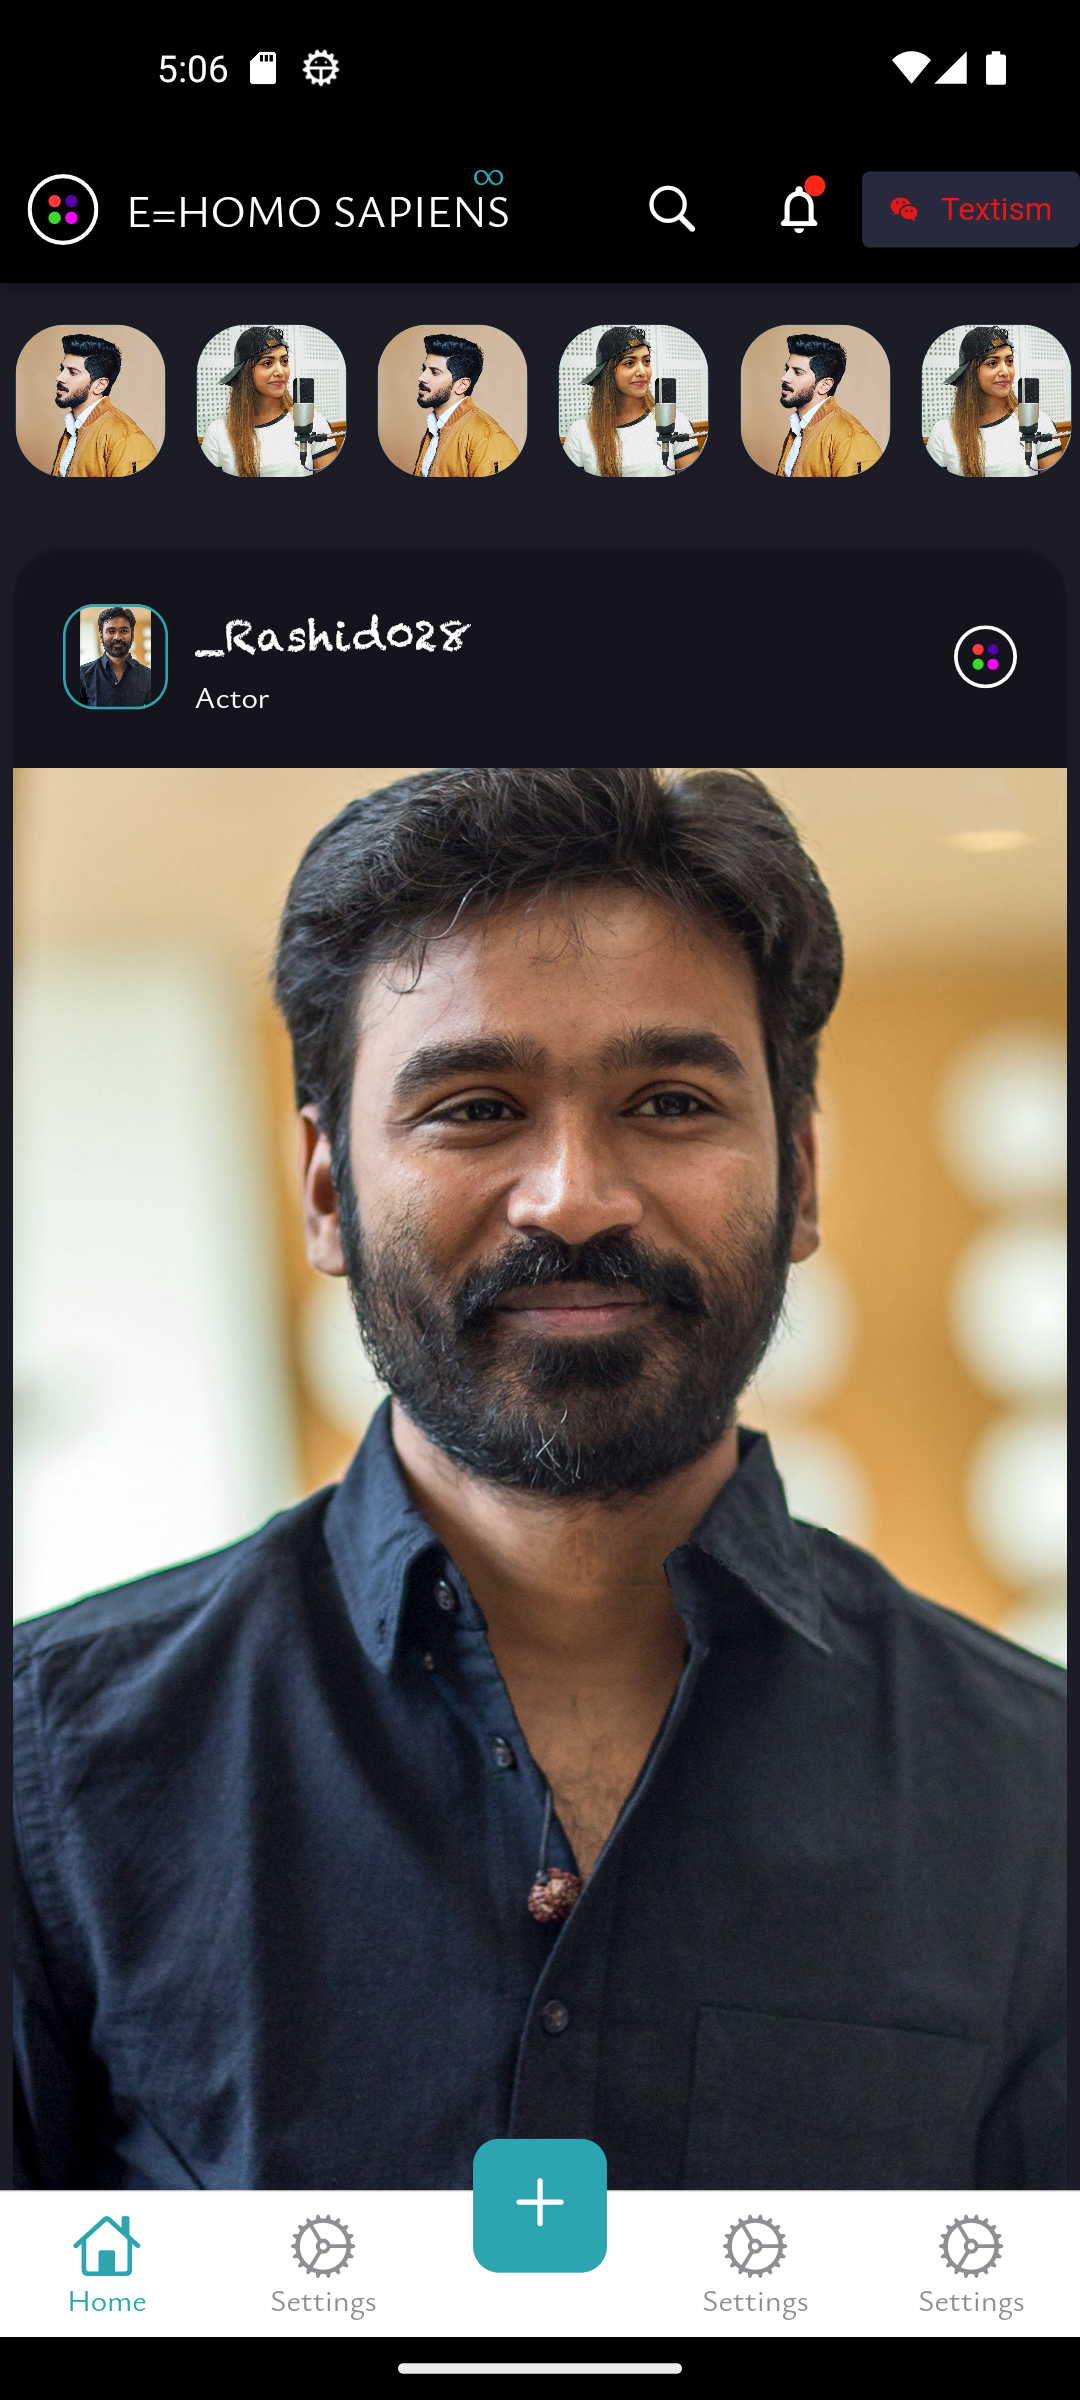 5:06
∞
E=HOMO SAPIENS
Textism
_Rashid028
Actor
Home
Settings
Settings
Settings